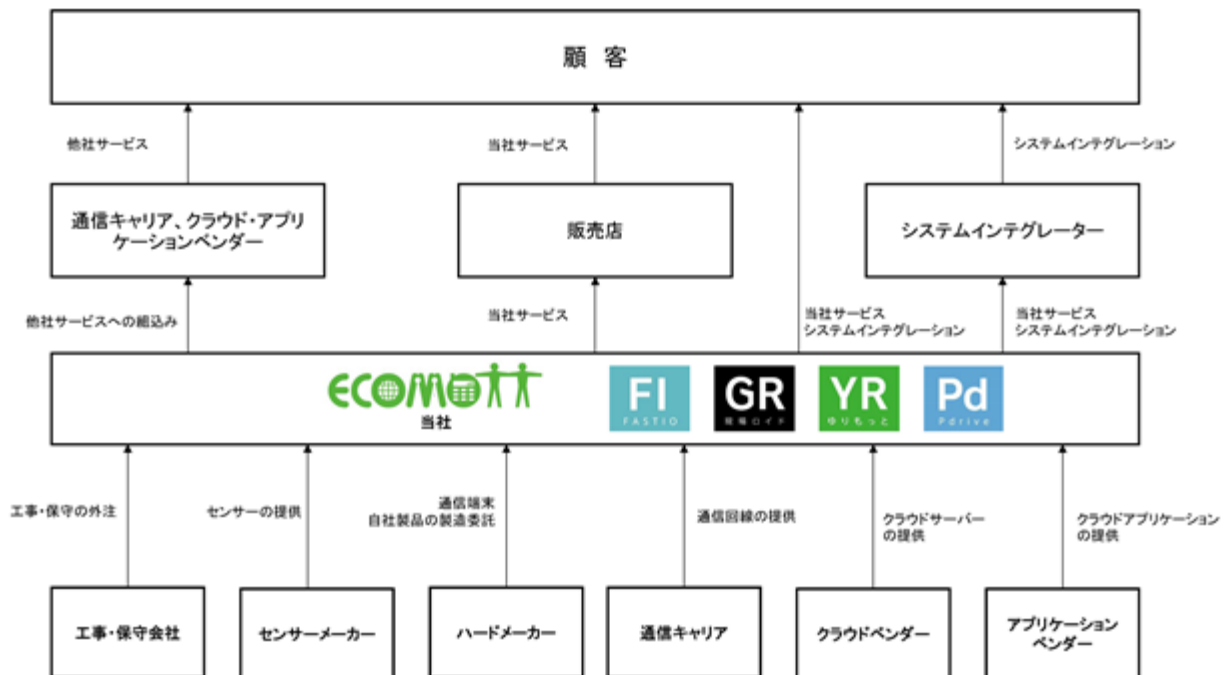 顧 客
他社サービス
当社サービス
システムインテグレーション
通信キャリア、クラウド・アプリ
ケーションベンダー
販売店
システムインテグレーター
他社サービスへの組込み
当社サービス
当社サービス
システムインテグレーション
当社サービス
システムインテグレーション
ECOMOTT
当社
FI
FASTIO
GR
現場ロイド
YR
ゆりもっと
Pd
Pdrive
工事・保守の外注
センサーの提供
通信端末
自社製品の製造委託
通信回線の提供
クラウドサーバー
の提供
クラウドアプリケーション
の提供
工事・保守会社
センサーメーカー
ハードメーカー
通信キャリア
クラウドベンダー
アプリケーション
ベンダー